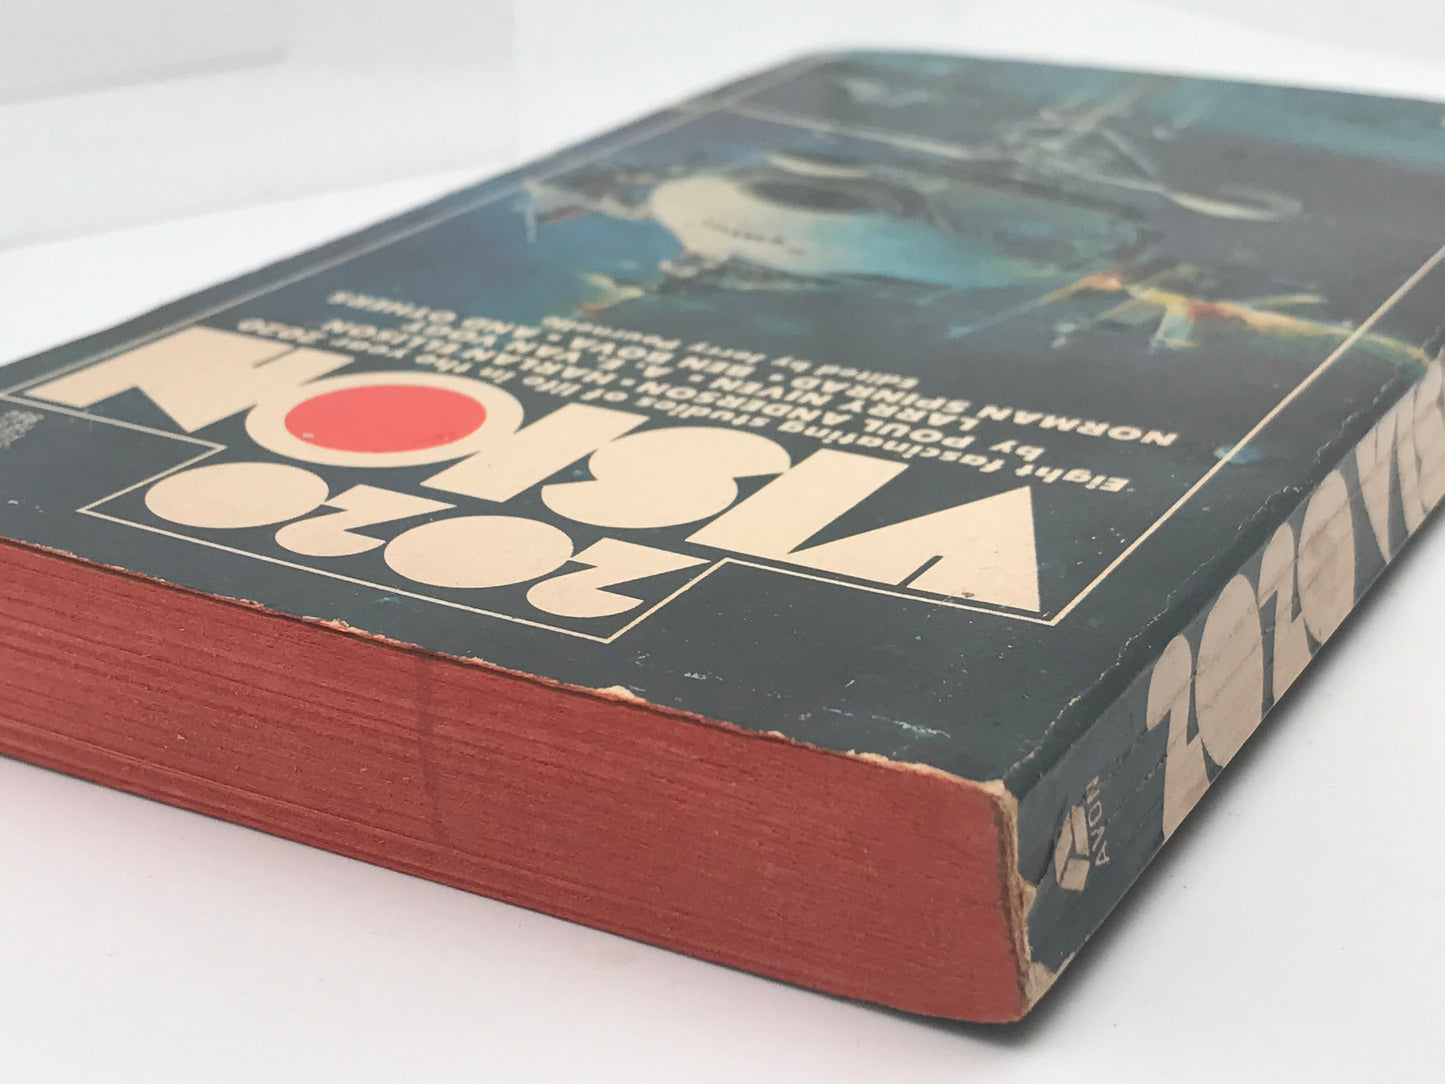 2020
VISION
Eight fascinating studies of life in the year 2020
by POUL ANDERSON • HARLAN ELLISON
LARRY NIVEN • A. E. VAN VOGT
NORMAN SPINRAD • BEN BOVA • AND OTHERS
Edited by Jerry Pournelle
AVON
2020 VIS